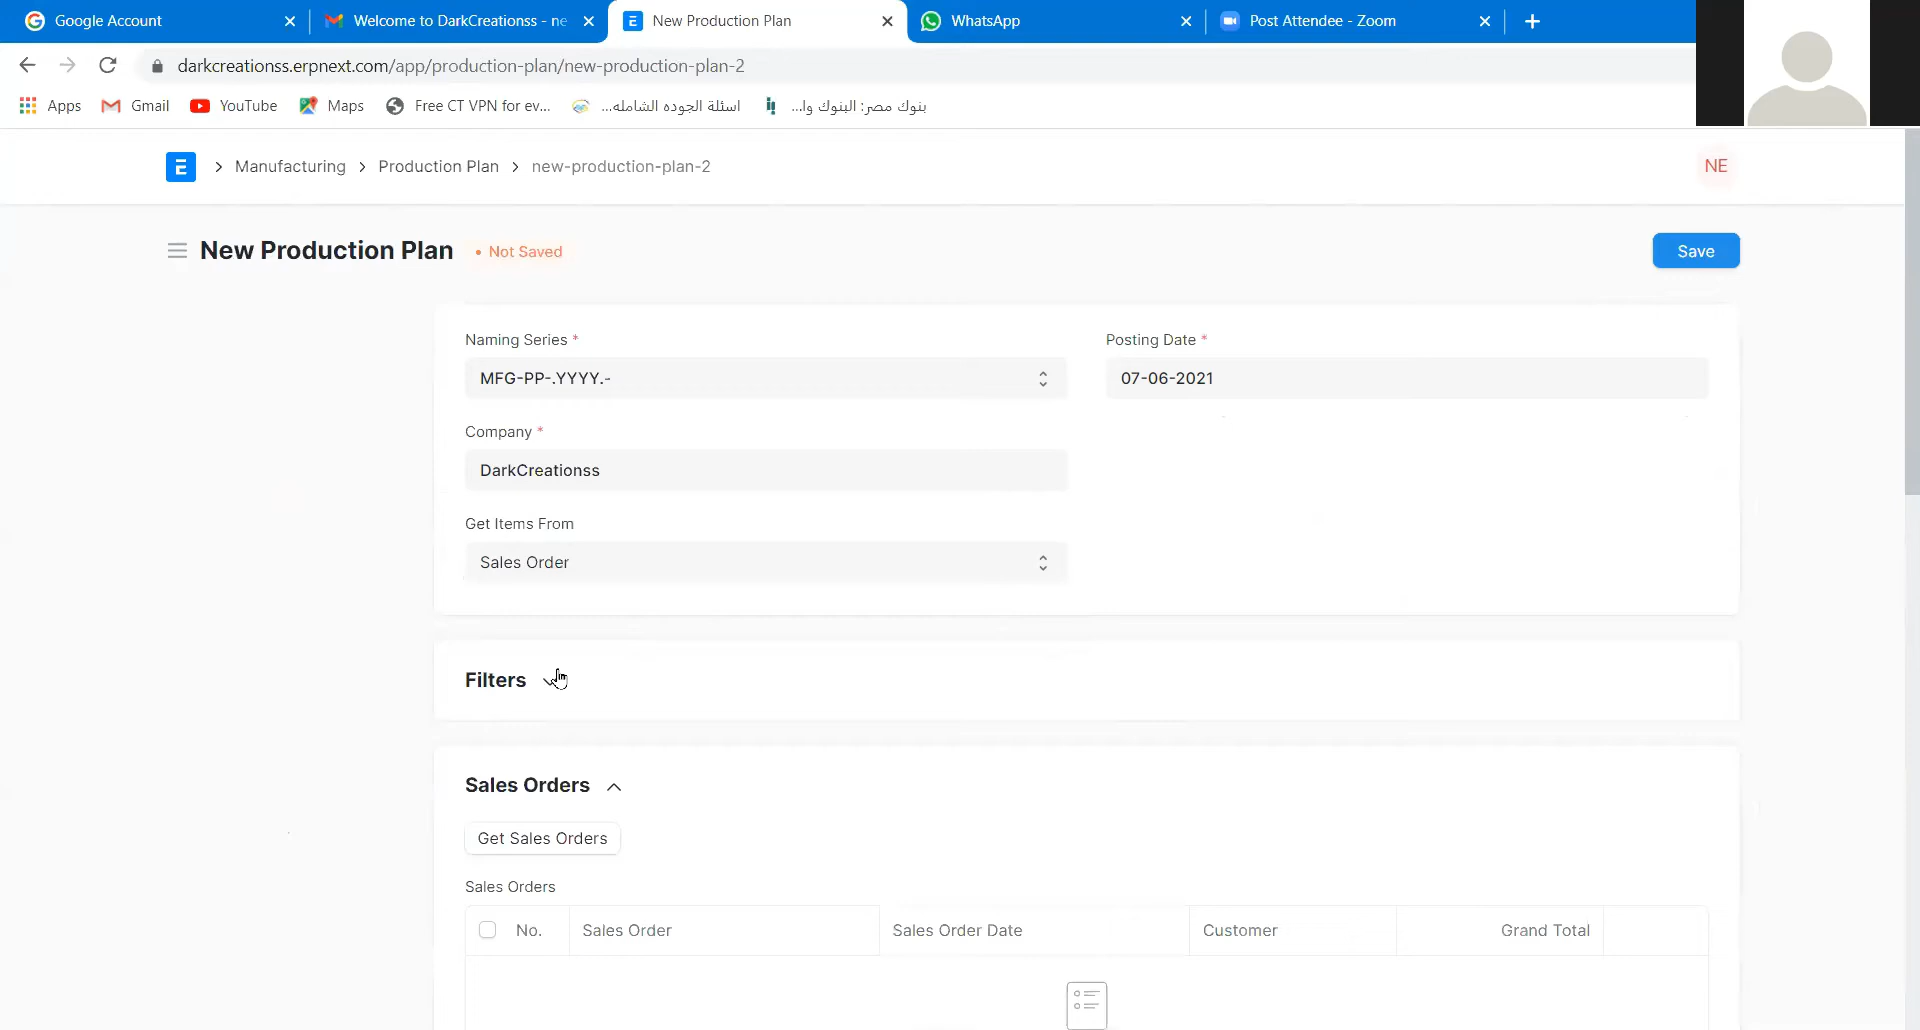 Google Account
Welcome to DarkCreationss - ne
New Production Plan
WhatsApp
Post Attendee - Zoom
darkcreationss.erpnext.com/app/production-plan/new-production-plan-2
Apps
Gmail
YouTube
Maps
Free CT VPN for ev...
اسئلة الجوده الشامله...
بنوك مصر: البنوك وا...
Manufacturing > Production Plan > new-production-plan-2
NE
New Production Plan • Not Saved
Save
Naming Series *
MFG-PP-.YYYY.-
Posting Date *
07-06-2021
Company *
DarkCreationss
Get Items From
Sales Order
Filters
Sales Orders
Get Sales Orders
Sales Orders
No. Sales Order Sales Order Date Customer Grand Total